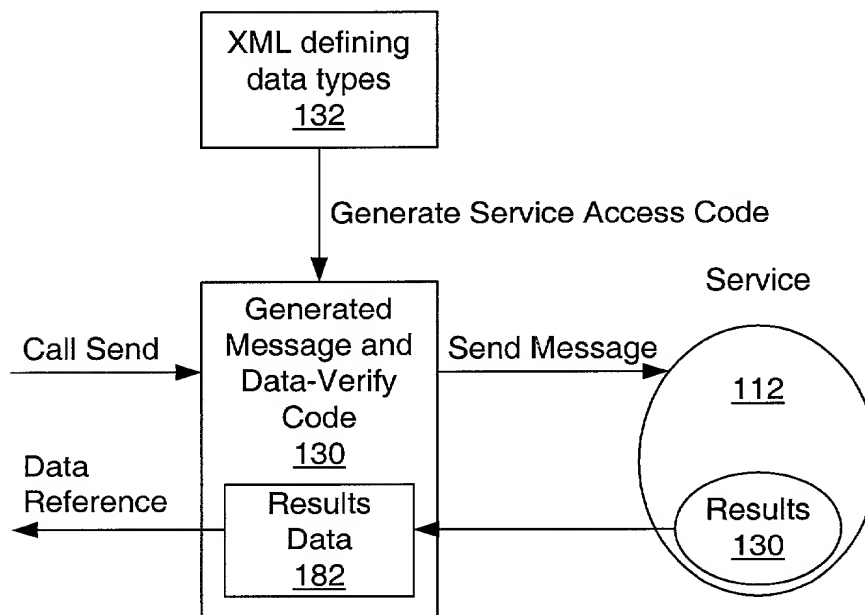 XML defining
data types
132
Generate Service Access Code
Service
Generated
Message and
Data-Verify
Code
130
Call Send
Send Message
112
Data
Reference
Results
Data
182
Results
130